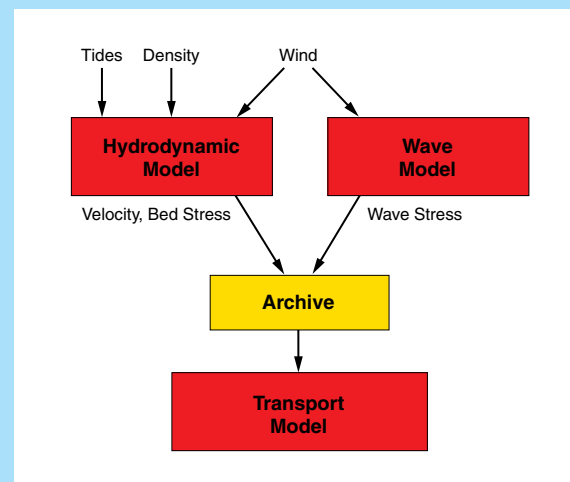 Tides Density Wind
Hydrodynamic
Model
Wave
Model
Velocity, Bed Stress
Wave Stress
Archive
Transport
Model